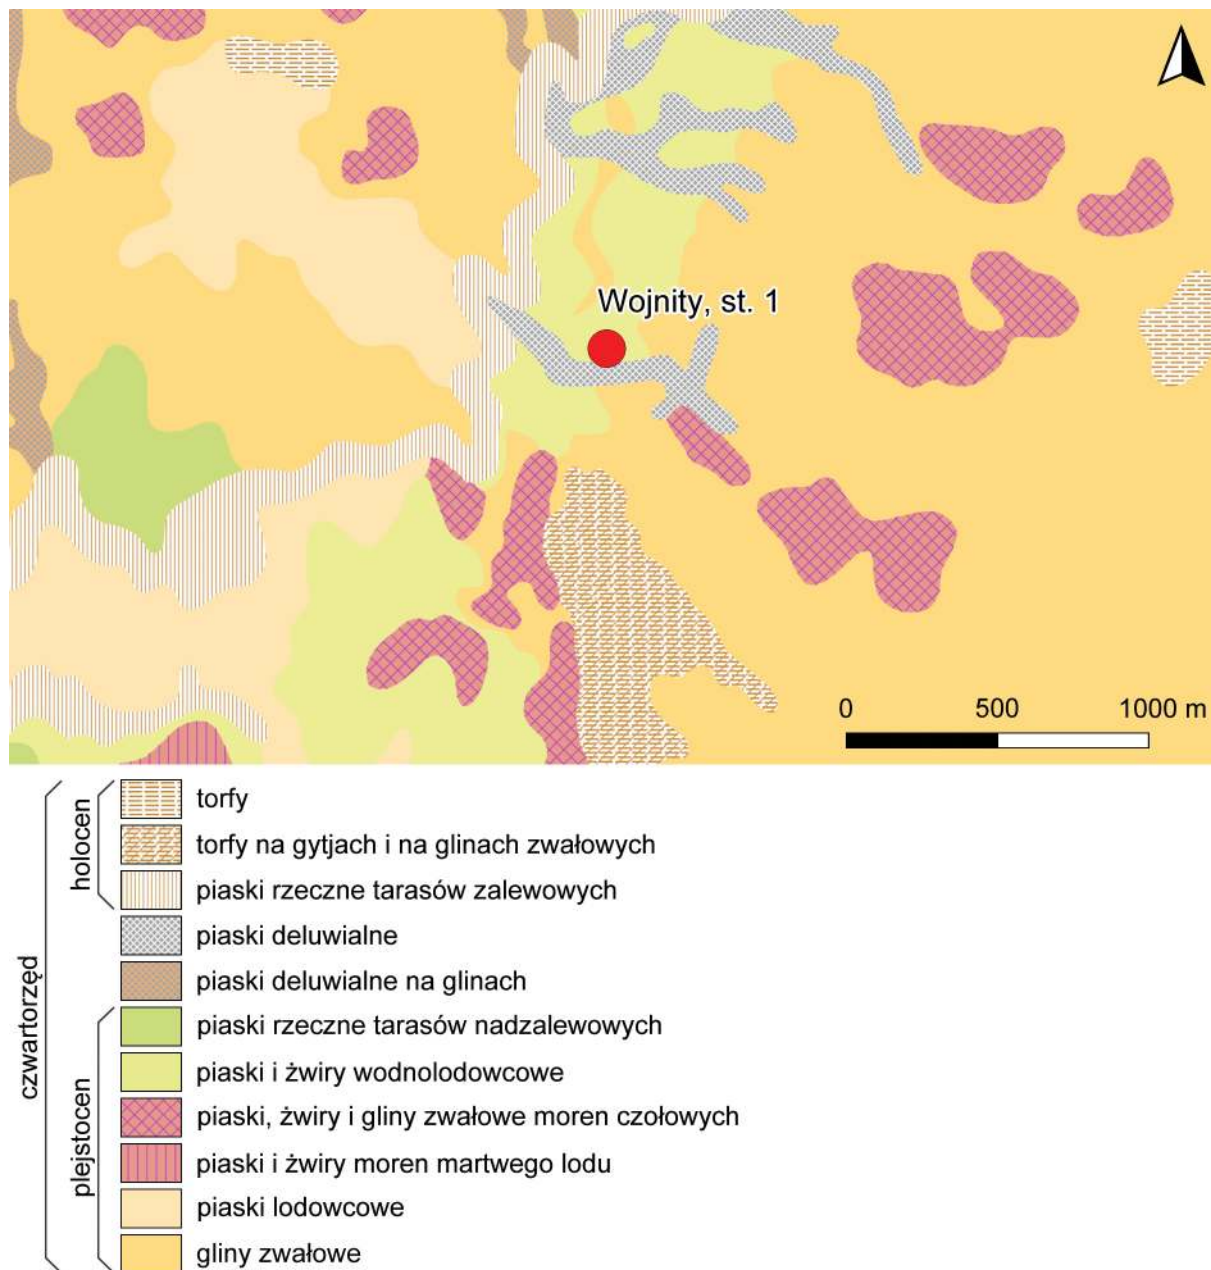 Wojnity, st. 1
0 500 1000 m
czwartorzęd
holocen
torfy
torfy na gytjach i na glinach zwałowych
piaski rzeczne tarasów zalewowych
piaski deluwialne
piaski deluwialne na glinach
plejstocen
piaski rzeczne tarasów nadzalewowych
piaski i żwiry wodnolodowcowe
piaski, żwiry i gliny zwałowe moren czołowych
piaski i żwiry moren martwego lodu
piaski lodowcowe
gliny zwałowe